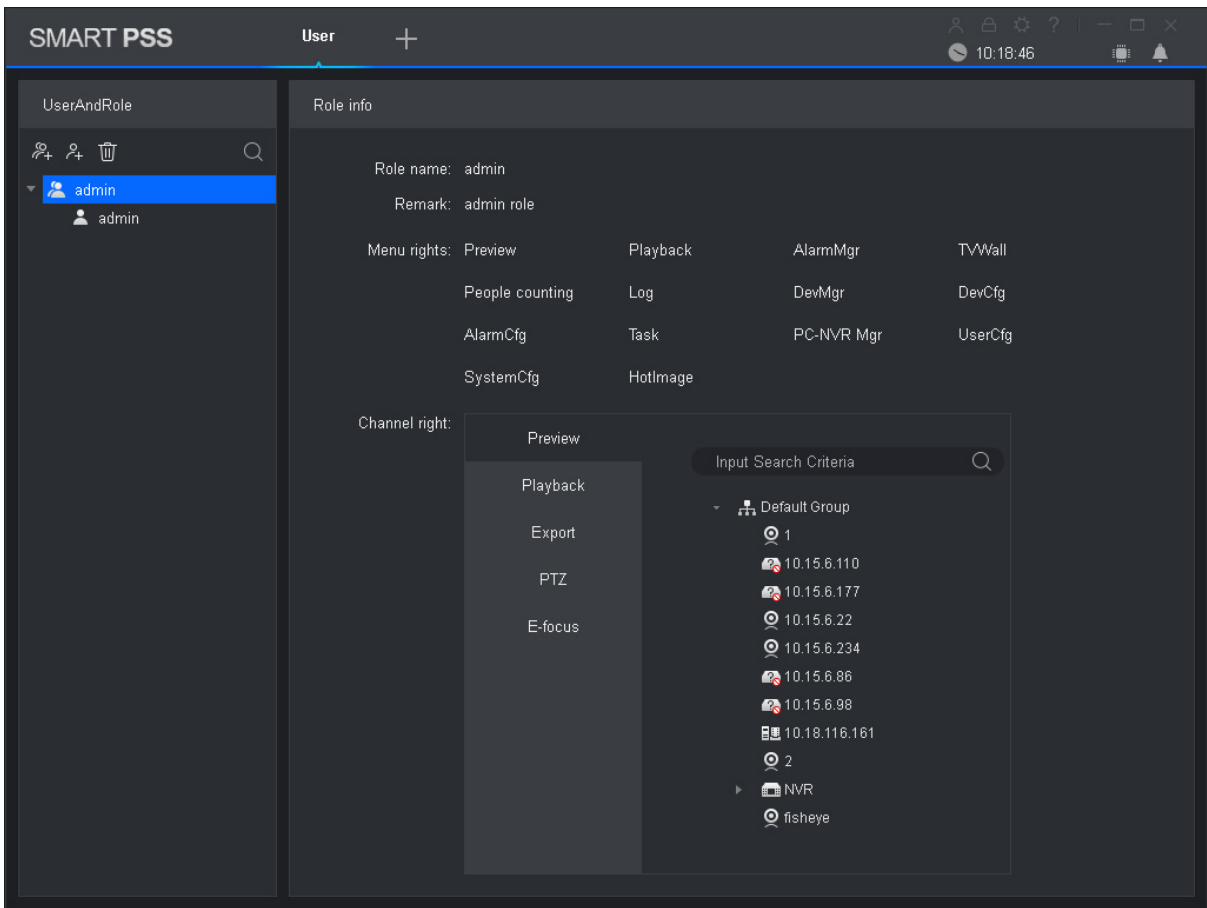 SMART PSS User
10:18:46
UserAndRole
Role info
admin
admin
Role name: admin
Remark: admin role
Menu rights: Preview Playback AlarmMgr TVWall
People counting Log DevMgr DevCfg
AlarmCfg Task PC-NVR Mgr UserCfg
SystemCfg HotImage
Channel right:
Preview
Playback
Export
PTZ
E-focus
Input Search Criteria
Default Group
1
10.15.6.110
10.15.6.177
10.15.6.22
10.15.6.234
10.15.6.86
10.15.6.98
10.18.116.161
2
NVR
fisheye